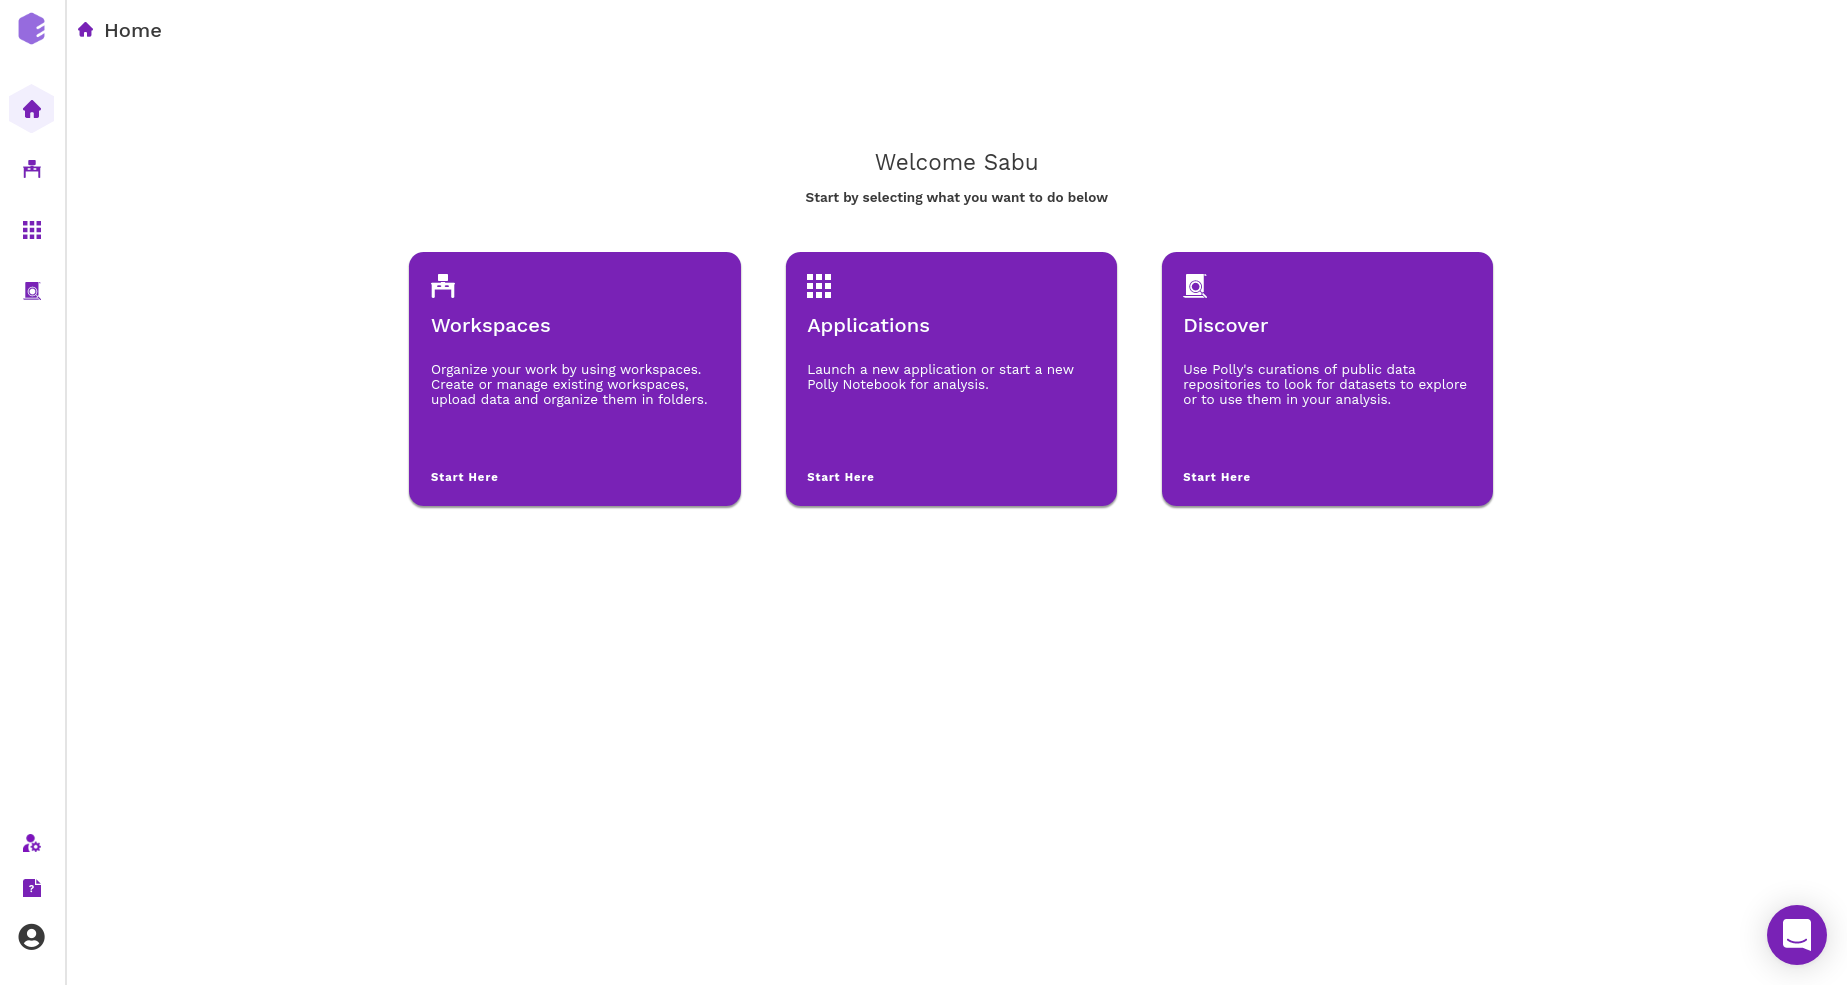 Home
Welcome Sabu
Start by selecting what you want to do below
Workspaces
Organize your work by using workspaces.
Create or manage existing workspaces,
upload data and organize them in folders.
Start Here
Applications
Launch a new application or start a new
Polly Notebook for analysis.
Start Here
Discover
Use Polly's curations of public data
repositories to look for datasets to explore
or to use them in your analysis.
Start Here
?